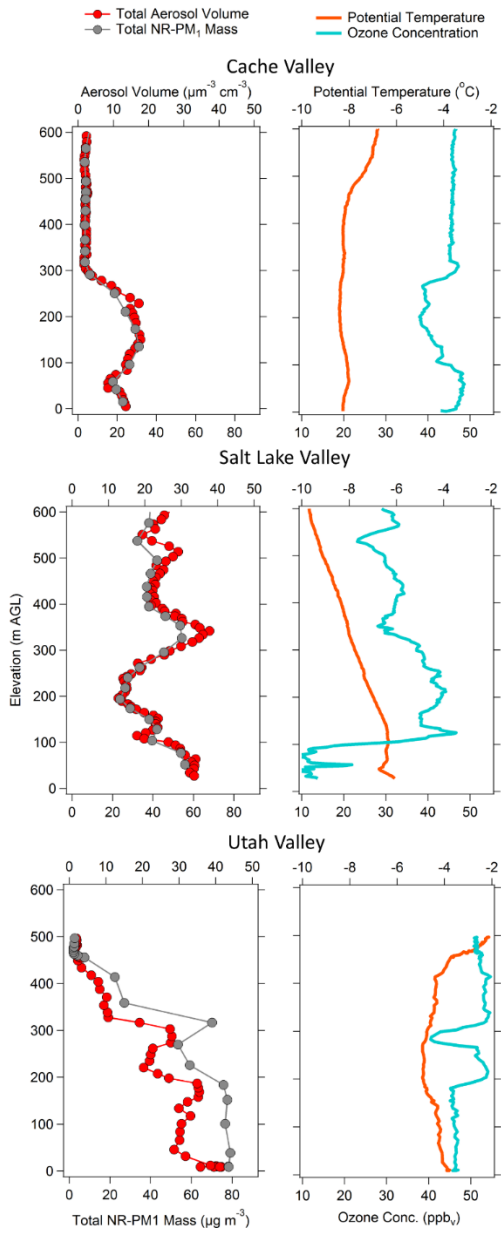 Total Aerosol Volume
Total NR-PM1 Mass
Potential Temperature
Ozone Concentration
Cache Valley
Aerosol Volume (µm⁻³ cm⁻³)
Potential Temperature (°C)
0 10 20 30 40 50
-10 -8 -6 -4 -2
600
500
400
300
200
100
0
0 20 40 60 80
10 20 30 40 50
Salt Lake Valley
0 10 20 30 40 50
-10 -8 -6 -4 -2
Elevation (m AGL)
600
500
400
300
200
100
0
0 20 40 60 80
10 20 30 40 50
Utah Valley
0 10 20 30 40 50
-10 -8 -6 -4 -2
600
500
400
300
200
100
0
0 20 40 60 80
10 20 30 40 50
Total NR-PM1 Mass (µg m⁻³)
Ozone Conc. (ppbv)